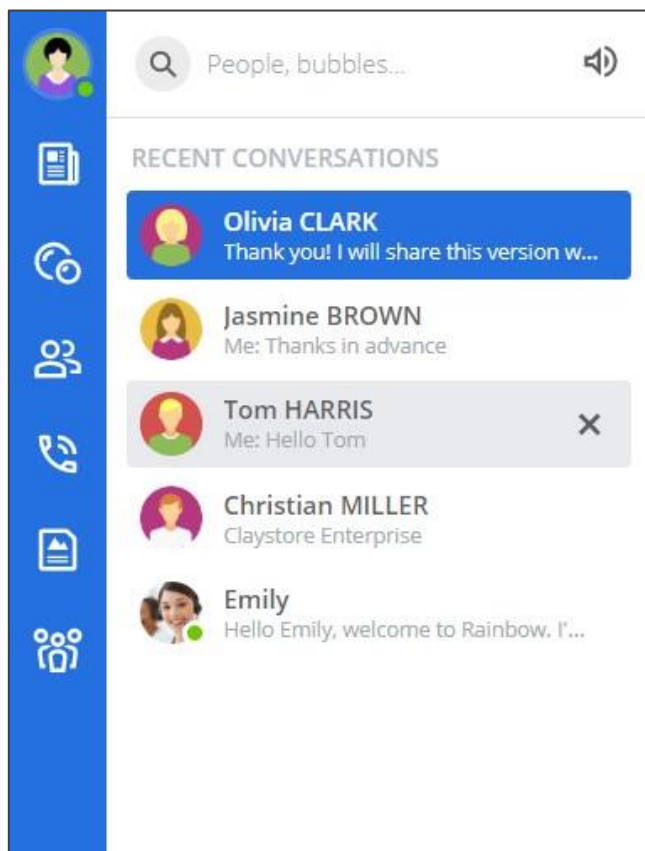 People, bubbles...
RECENT CONVERSATIONS
Olivia CLARK
Thank you! I will share this version w...
Jasmine BROWN
Me: Thanks in advance
Tom HARRIS
Me: Hello Tom
Christian MILLER
Claystore Enterprise
Emily
Hello Emily, welcome to Rainbow. I'...